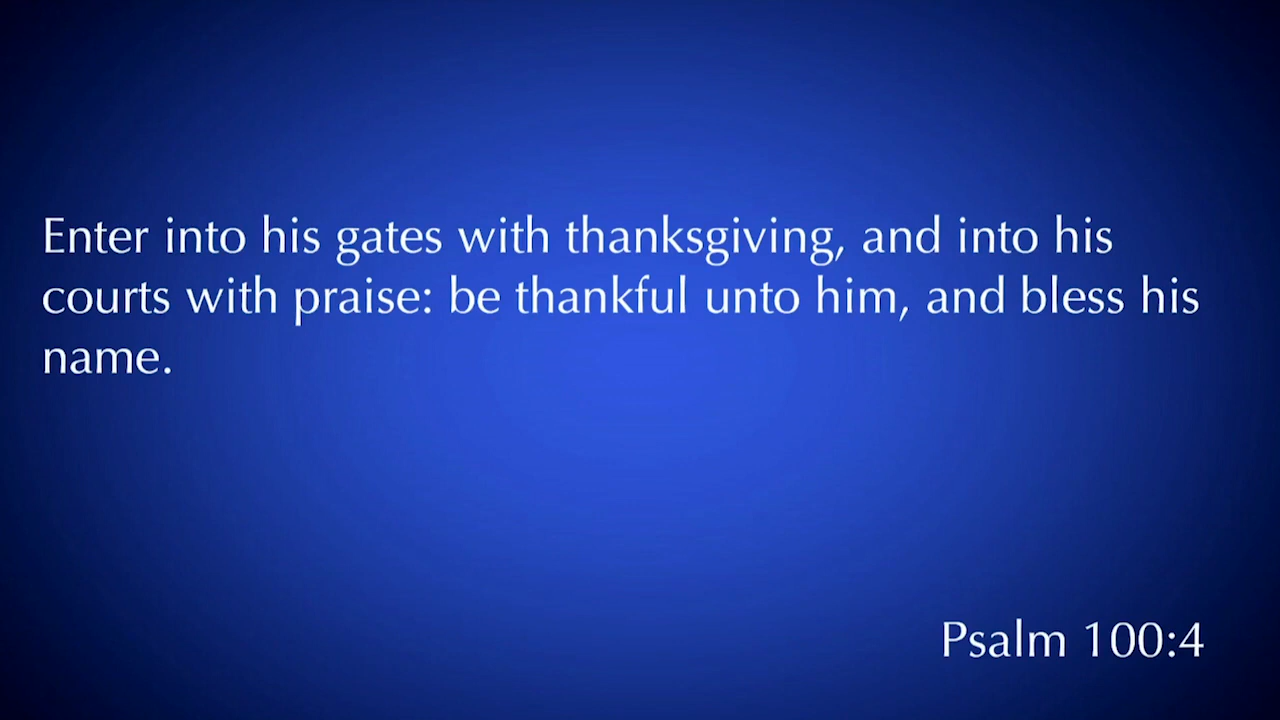 Enter into his gates with thanksgiving, and into his
courts with praise: be thankful unto him, and bless his
name.
Psalm 100:4